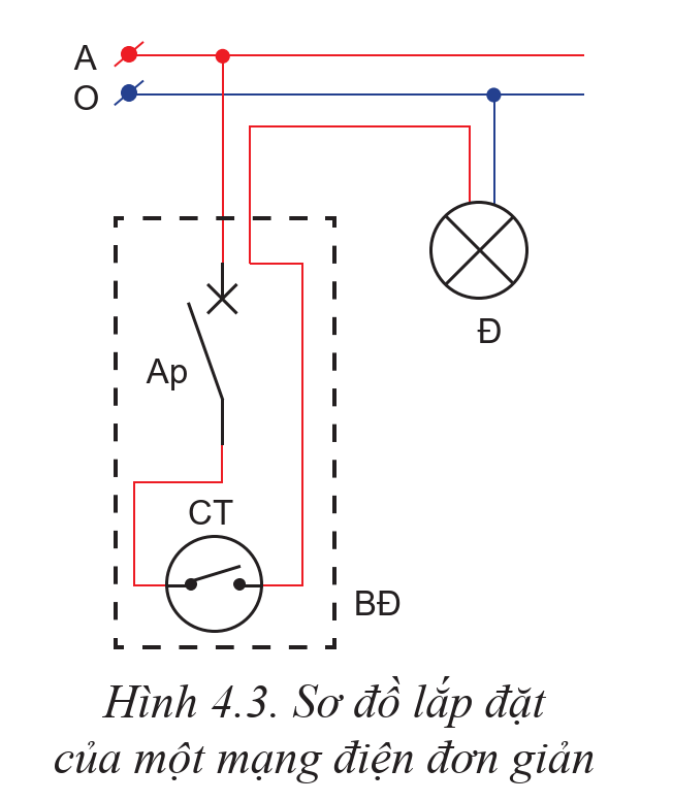 A
O
Đ
Ap
CT
BĐ
Hình 4.3. Sơ đồ lắp đặt
của một mạng điện đơn giản